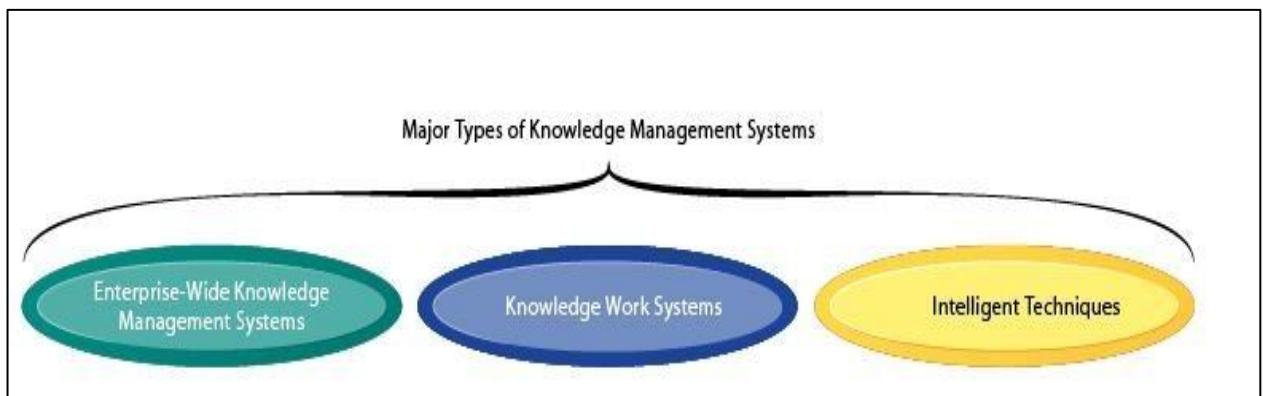 Major Types of Knowledge Management Systems
Enterprise-Wide Knowledge
Management Systems
Knowledge Work Systems
Intelligent Techniques